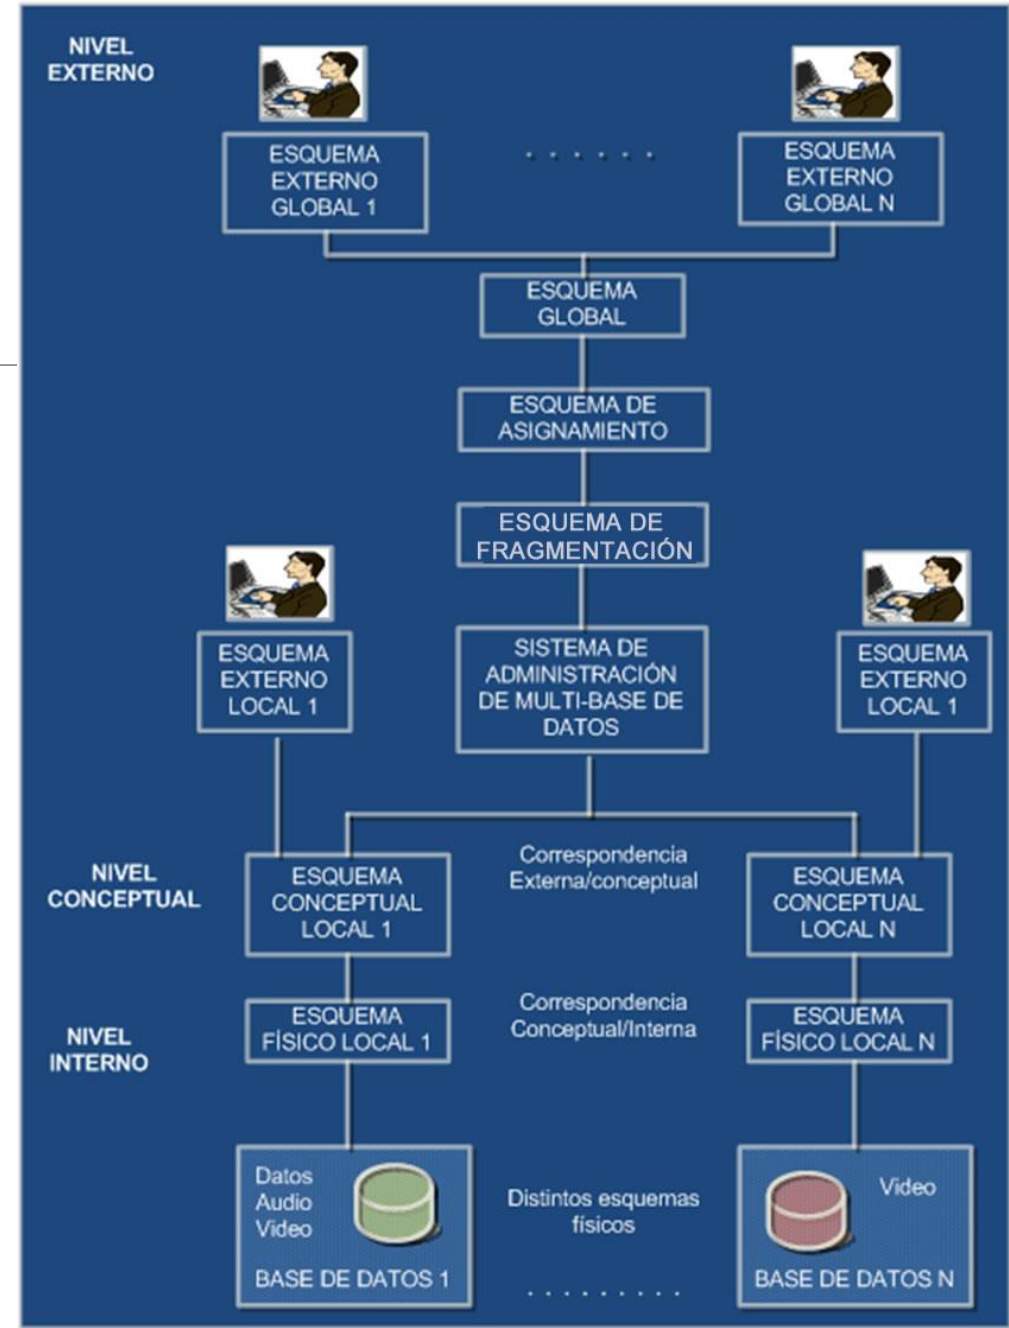 NIVEL
EXTERNO
ESQUEMA
EXTERNO
GLOBAL 1
. . . . . .
ESQUEMA
EXTERNO
GLOBAL N
ESQUEMA
GLOBAL
ESQUEMA DE
ASIGNAMIENTO
ESQUEMA DE
FRAGMENTACIÓN
ESQUEMA
EXTERNO
LOCAL 1
SISTEMA DE
ADMINISTRACIÓN
DE MULTI-BASE DE
DATOS
ESQUEMA
EXTERNO
LOCAL 1
NIVEL
CONCEPTUAL
ESQUEMA
CONCEPTUAL
LOCAL 1
Correspondencia
Externa/conceptual
ESQUEMA
CONCEPTUAL
LOCAL N
NIVEL
INTERNO
ESQUEMA
FÍSICO LOCAL 1
Correspondencia
Conceptual/Interna
ESQUEMA
FÍSICO LOCAL N
Datos
Audio
Video
BASE DE DATOS 1
Distintos esquemas
físicos
. . . . . . . . .
Video
BASE DE DATOS N